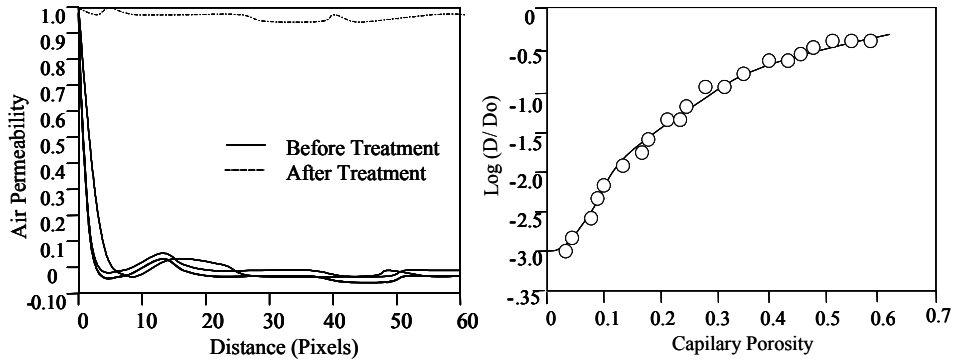 1.0
0.9
0.8
0.7
0.6
0.5
0.4
0.3
0.2
0.1
0
-0.10
Air Permeability
Before Treatment
After Treatment
0 10 20 30 40 50 60
Distance (Pixels)
0
-0.5
-1.0
-1.5
-2.0
-2.5
-3.0
-.35
Log (D/ Do)
0 0.1 0.2 0.3 0.4 0.5 0.6 0.7
Capilary Porosity